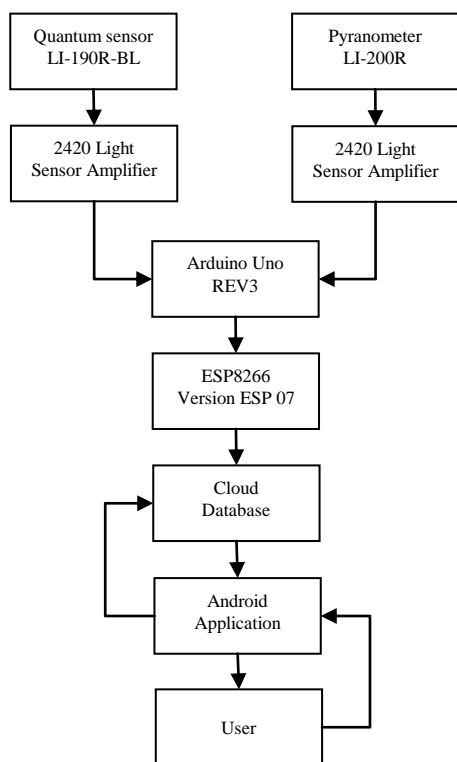 Quantum sensor
LI-190R-BL
Pyranometer
LI-200R
2420 Light
Sensor Amplifier
2420 Light
Sensor Amplifier
Arduino Uno
REV3
ESP8266
Version ESP 07
Cloud
Database
Android
Application
User